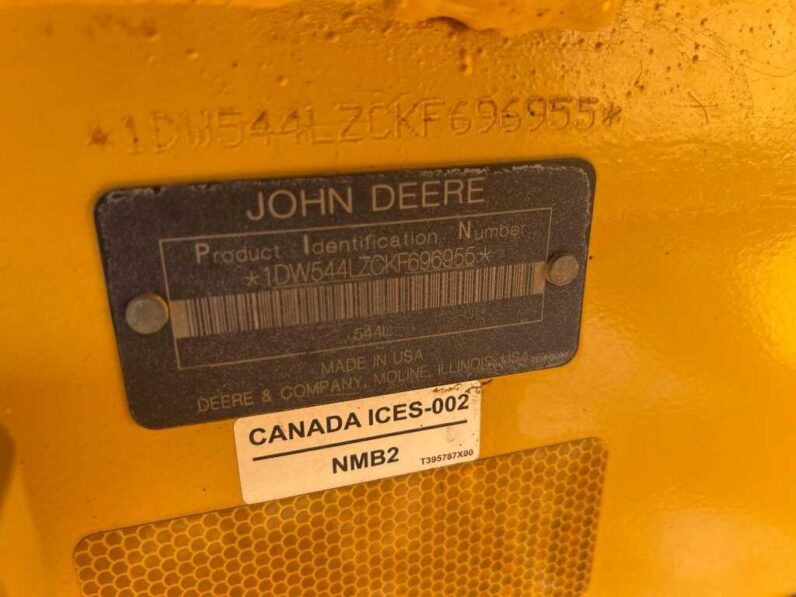 *1DW544LZCKF696955*
JOHN DEERE
Product Identification Number
*1DW544LZCKF696955*
544L
MADE IN USA
DEERE & COMPANY, MOLINE, ILLINOIS, USA
CANADA ICES-002
NMB2
T395787X00